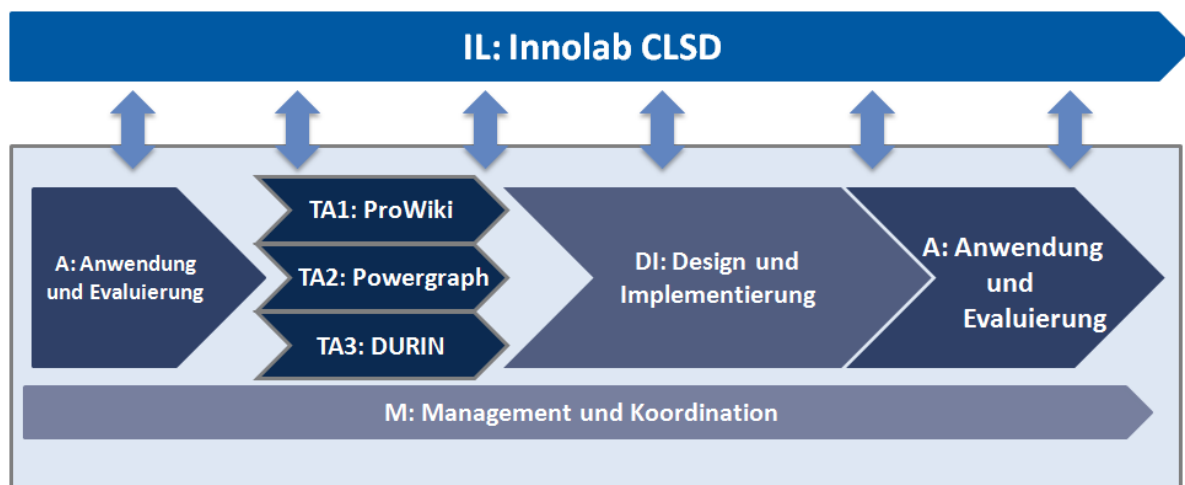 IL: Innolab CLSD
A: Anwendung
und Evaluierung
TA1: ProWiki
TA2: Powergraph
TA3: DURIN
DI: Design und
Implementierung
A: Anwendung
und
Evaluierung
M: Management und Koordination